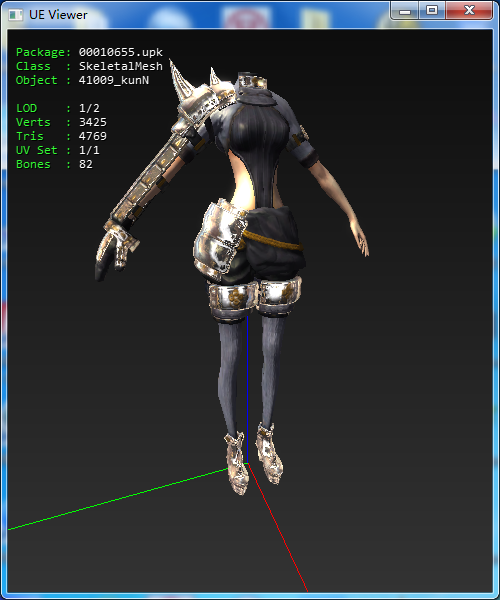 UE Viewer
Package: 00010655.upk
Class : SkeletalMesh
Object : 41009_kunN
LOD : 1/2
Verts : 3425
Tris : 4769
UV Set : 1/1
Bones : 82